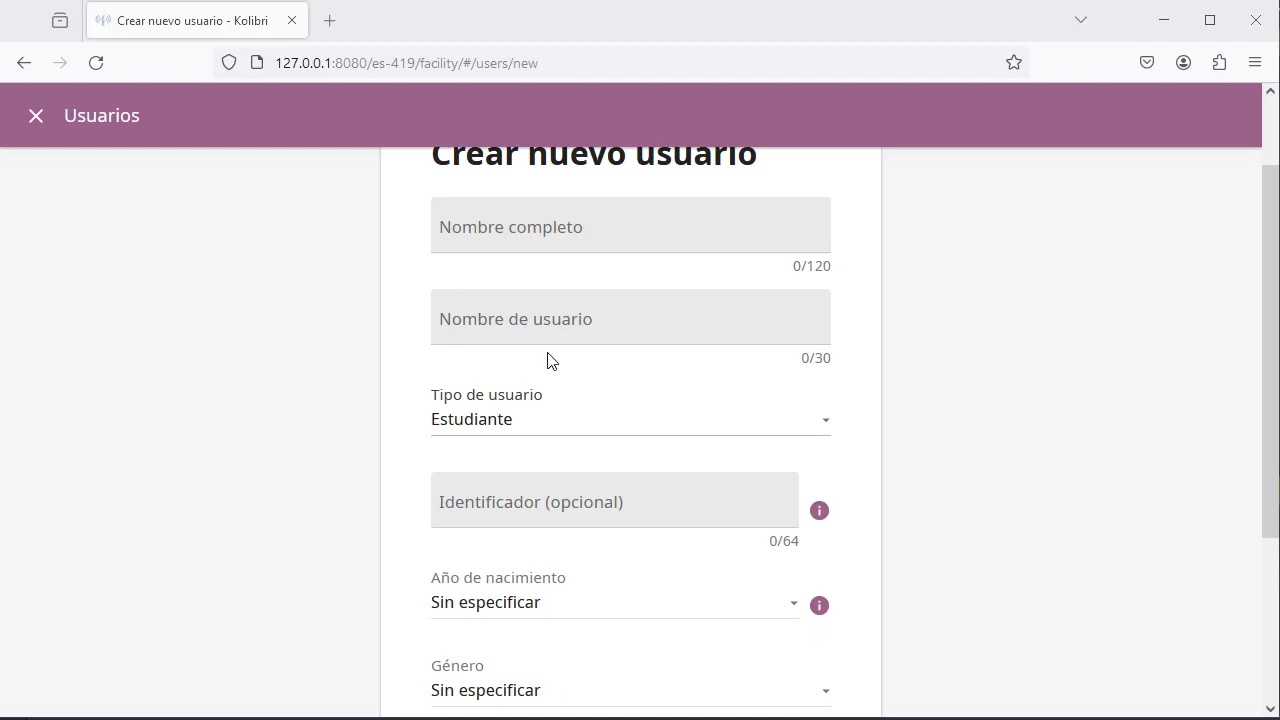 Crear nuevo usuario - Kolibri
127.0.0.1:8080/es-419/facility/#/users/new
Usuarios
Crear nuevo usuario
Nombre completo
0/120
Nombre de usuario
0/30
Tipo de usuario
Estudiante
Identificador (opcional)
0/64
Año de nacimiento
Sin especificar
Género
Sin especificar